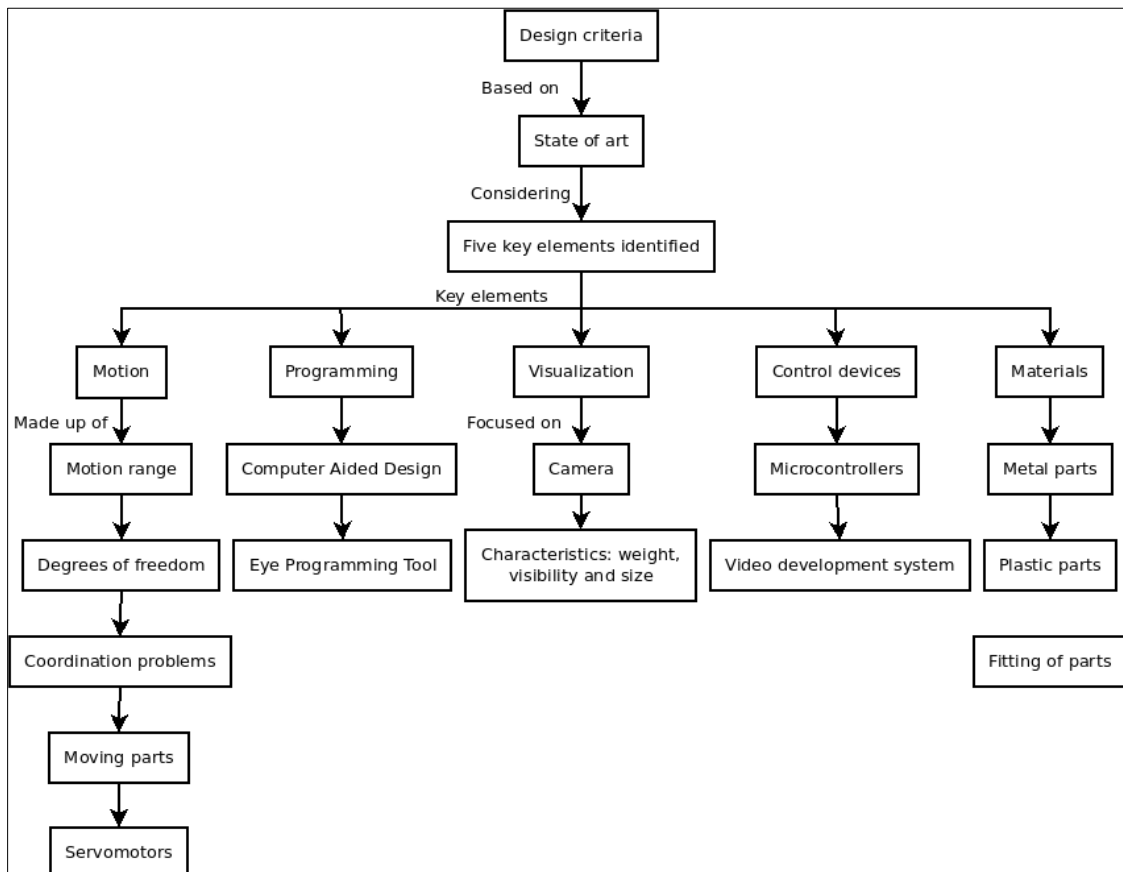 Design criteria
Based on
State of art
Considering
Five key elements identified
Key elements
Motion
Programming
Visualization
Control devices
Materials
Made up of
Focused on
Motion range
Computer Aided Design
Camera
Microcontrollers
Metal parts
Degrees of freedom
Eye Programming Tool
Characteristics: weight,
visibility and size
Video development system
Plastic parts
Coordination problems
Fitting of parts
Moving parts
Servomotors